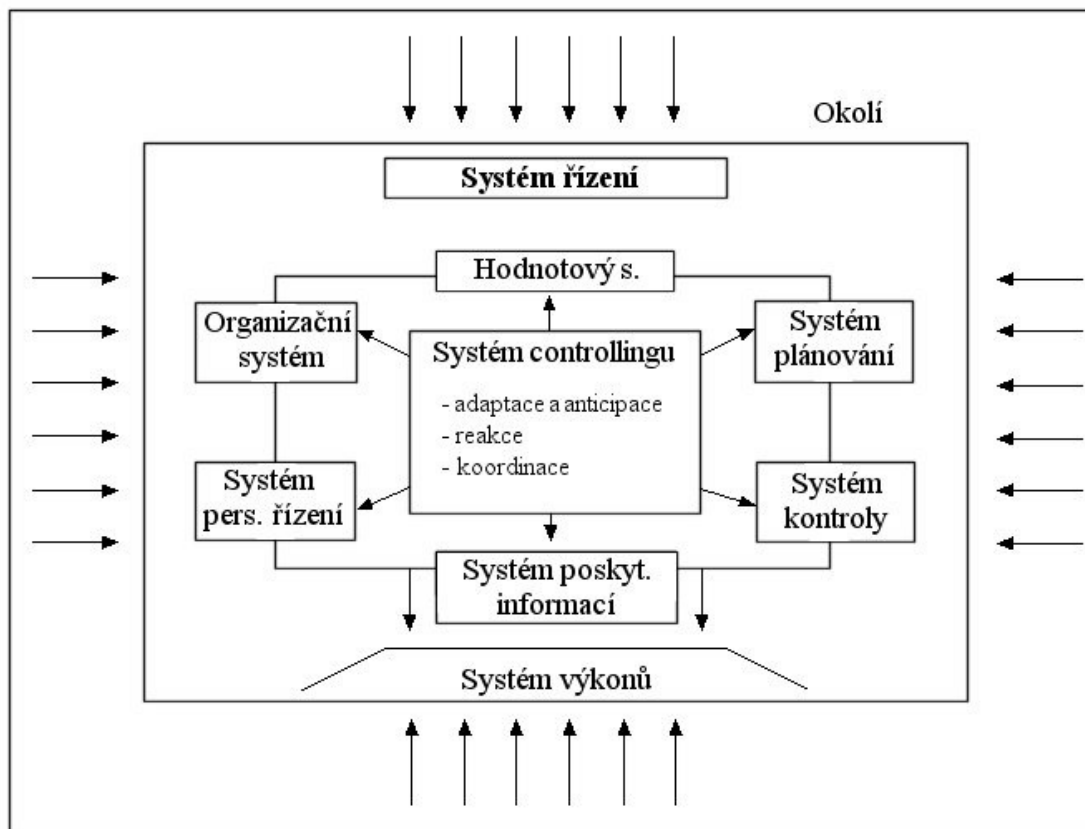 Okolí
Systém řízení
Hodnotový s.
Organizační
systém
Systém
plánování
Systém controllingu
- adaptace a anticipace
- reakce
- koordinace
Systém
pers. řízení
Systém
kontroly
Systém poskyt.
informací
Systém výkonů